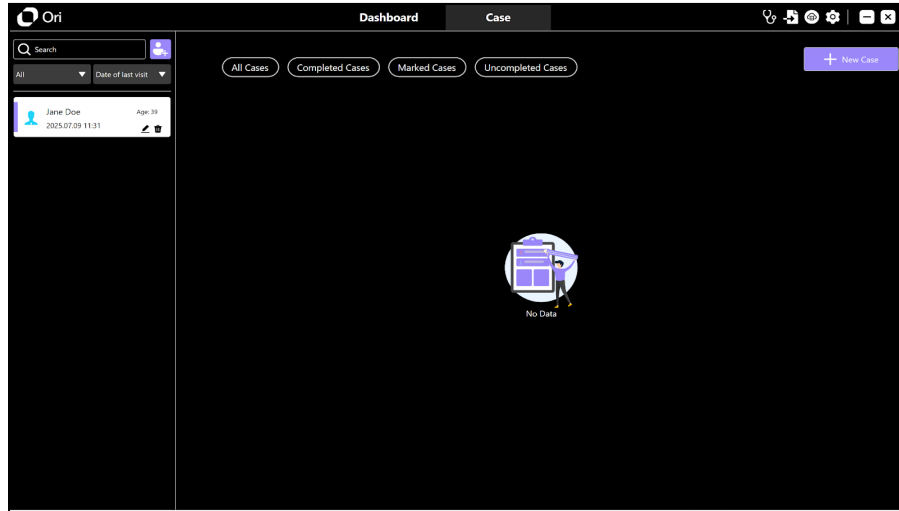 Ori
Dashboard
Case
Search
All
Date of last visit
Jane Doe
Age: 39
2025.07.09 11:31
All Cases
Completed Cases
Marked Cases
Uncompleted Cases
New Case
No Data